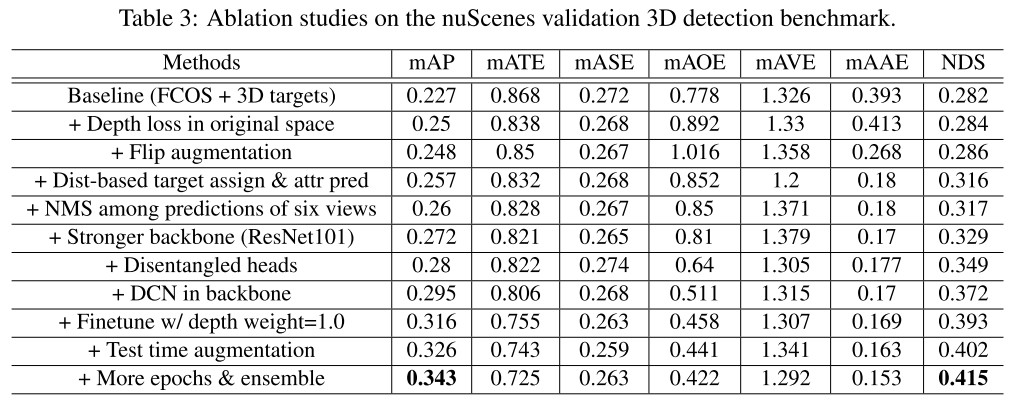 Table 3: Ablation studies on the nuScenes validation 3D detection benchmark.
Methods mAP mATE mASE mAOE mAVE mAAE NDS
Baseline (FCOS + 3D targets) 0.227 0.868 0.272 0.778 1.326 0.393 0.282
+ Depth loss in original space 0.25 0.838 0.268 0.892 1.33 0.413 0.284
+ Flip augmentation 0.248 0.85 0.267 1.016 1.358 0.268 0.286
+ Dist-based target assign & attr pred 0.257 0.832 0.268 0.852 1.2 0.18 0.316
+ NMS among predictions of six views 0.26 0.828 0.267 0.85 1.371 0.18 0.317
+ Stronger backbone (ResNet101) 0.272 0.821 0.265 0.81 1.379 0.17 0.329
+ Disentangled heads 0.28 0.822 0.274 0.64 1.305 0.177 0.349
+ DCN in backbone 0.295 0.806 0.268 0.511 1.315 0.17 0.372
+ Finetune w/ depth weight=1.0 0.316 0.755 0.263 0.458 1.307 0.169 0.393
+ Test time augmentation 0.326 0.743 0.259 0.441 1.341 0.163 0.402
+ More epochs & ensemble 0.343 0.725 0.263 0.422 1.292 0.153 0.415